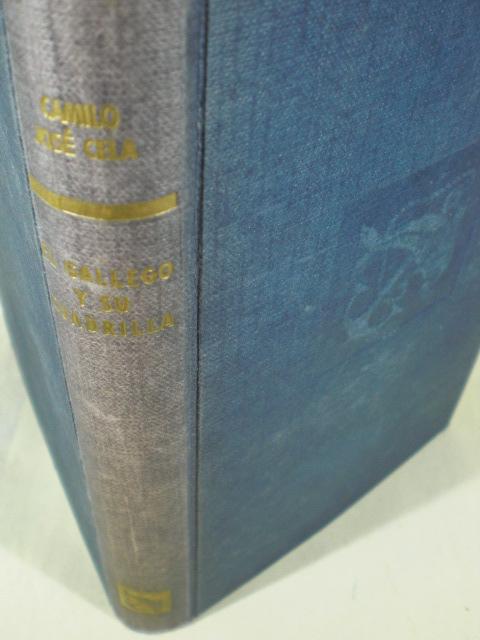 CAMILO
JOSÉ CELA
EL GALLEGO
Y SU
CUADRILLA